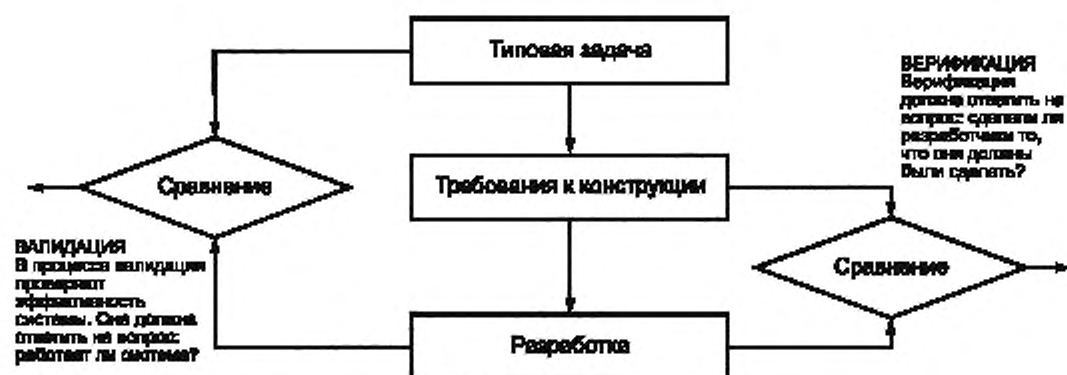 Типовая задача
ВЕРИФИКАЦИЯ
Верификация
должна ответить на
вопрос: сделали ли
разработчики то,
что они должны
были сделать?
Сравнение
Требования к конструкции
ВАЛИДАЦИЯ
В процессе валидации
проверяют
эффективность
системы. Она должна
ответить на вопрос:
работает ли система?
Сравнение
Разработка